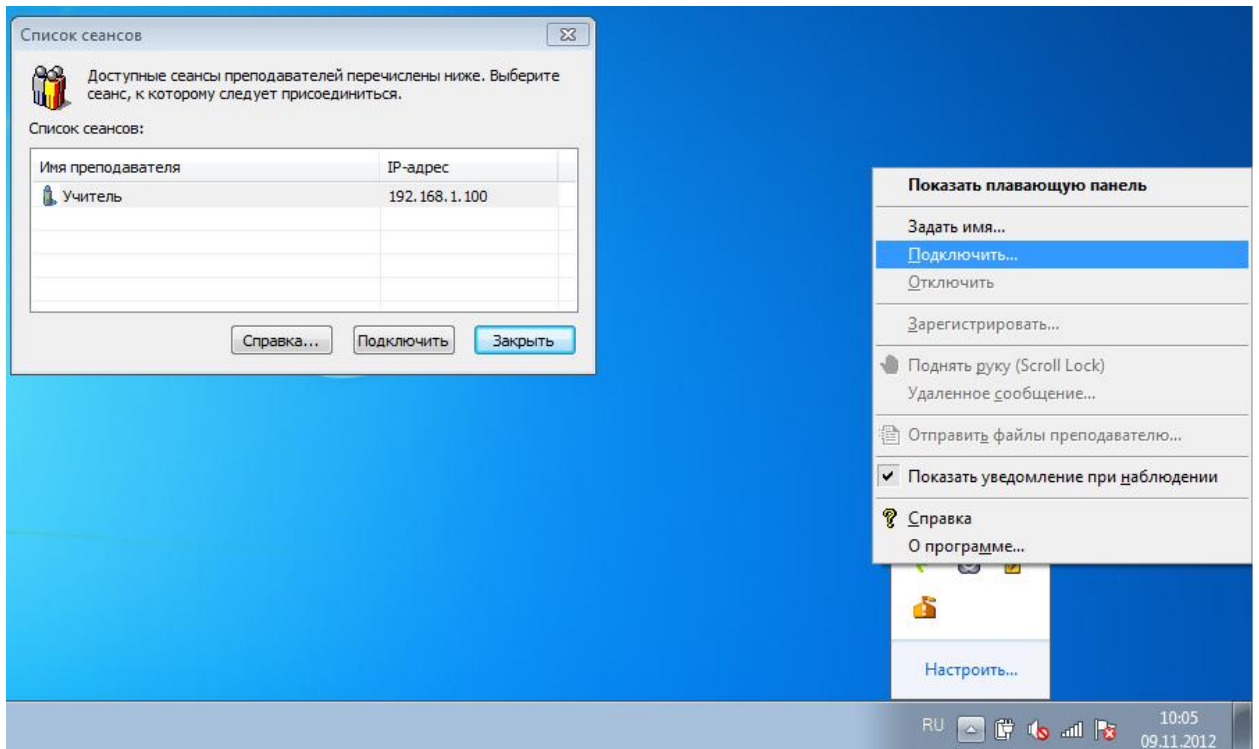 Список сеансов
Доступные сеансы преподавателей перечислены ниже. Выберите
сеанс, к которому следует присоединиться.
Список сеансов:
Имя преподавателя IP-адрес
Учитель 192.168.1.100
Справка... Подключить Закрыть
Показать плавающую панель
Задать имя...
Подключить...
Отключить
Зарегистрировать...
Поднять руку (Scroll Lock)
Удаленное сообщение...
Отправить файлы преподавателю...
Показать уведомление при наблюдении
Справка
О программе...
Настроить...
RU 10:05
09.11.2012